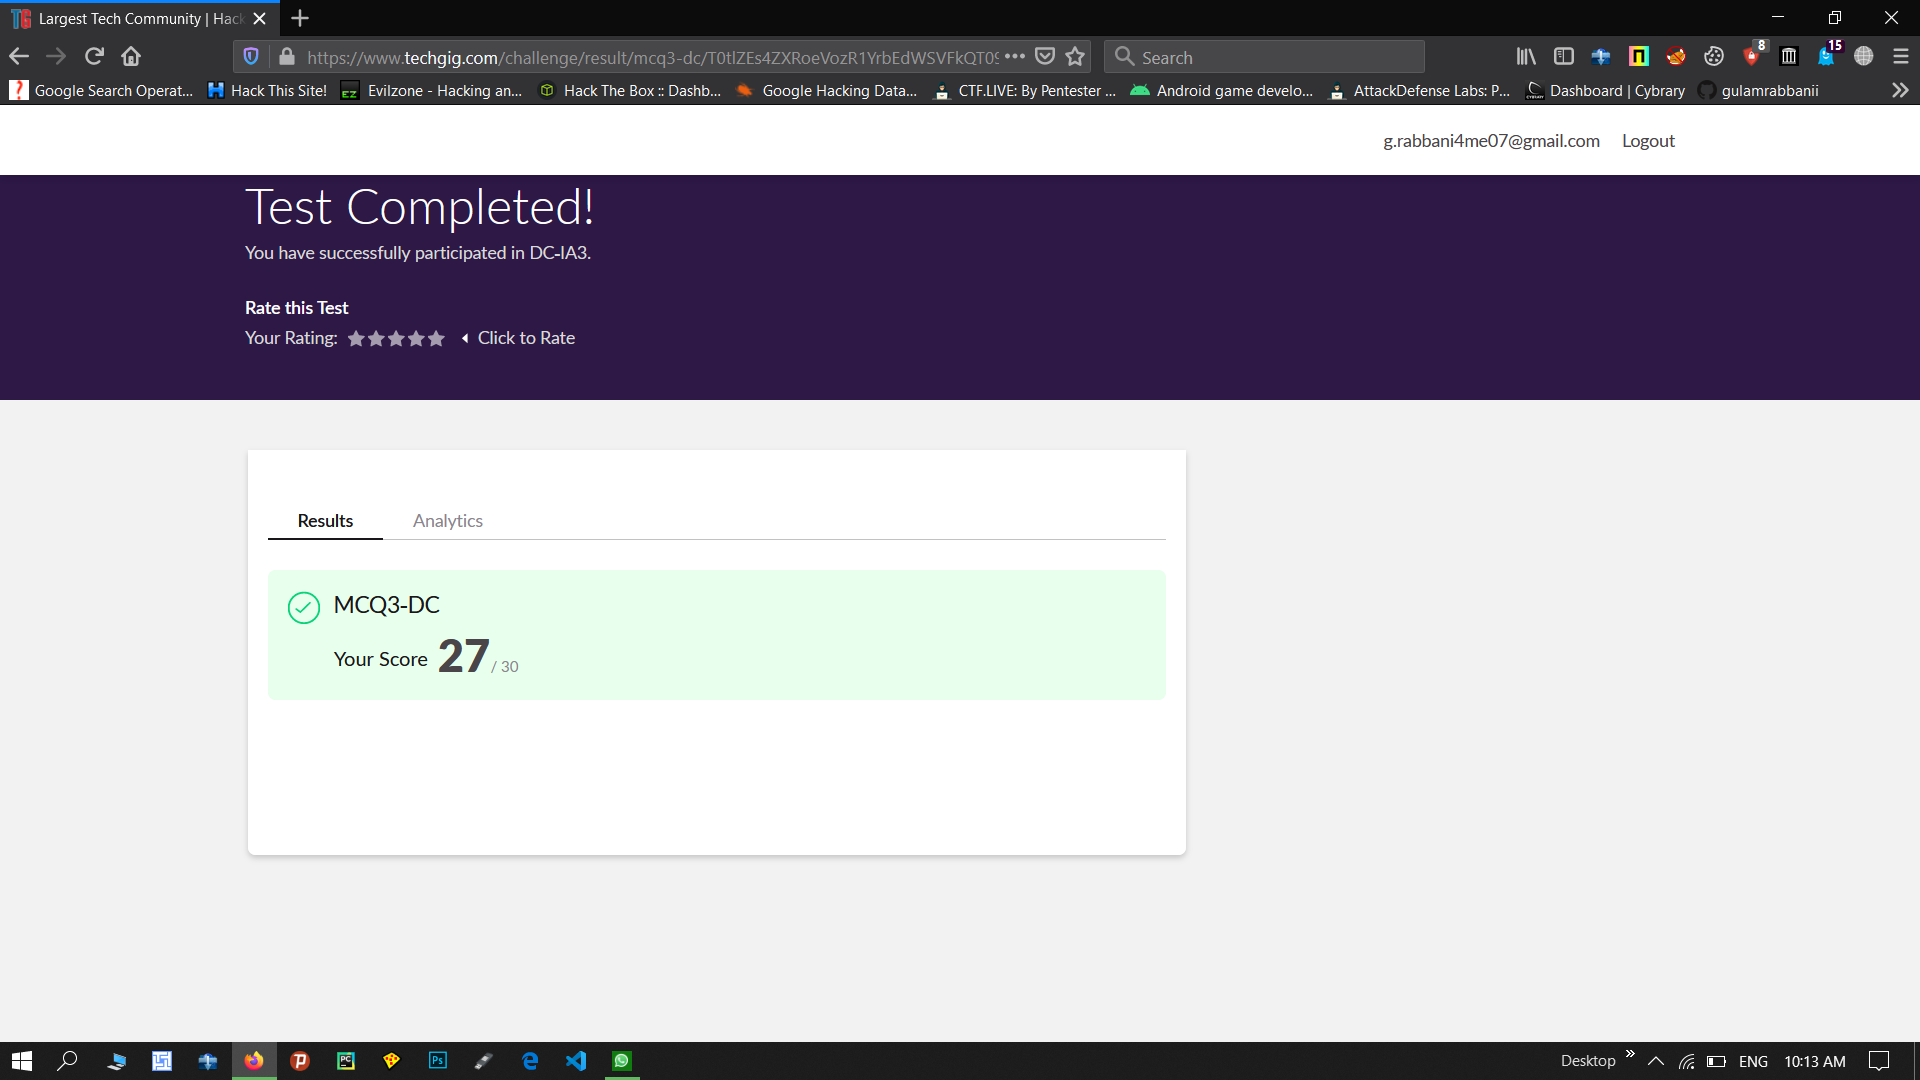 Largest Tech Community | Hack
https://www.techgig.com/challenge/result/mcq3-dc/
Search
8
15
Google Search Operat...
Hack This Site!
Evilzone - Hacking an...
Hack The Box :: Dashb...
Google Hacking Data...
CTF.LIVE: By Pentester ...
Android game develo...
AttackDefense Labs: P...
Dashboard | Cybrary
gulamrabbanii
g.rabbani4me07@gmail.com Logout
Test Completed!
You have successfully participated in DC-IA3.
Rate this Test
Your Rating: Click to Rate
Results Analytics
MCQ3-DC
Your Score 27 / 30
Desktop
ENG
10:13 AM